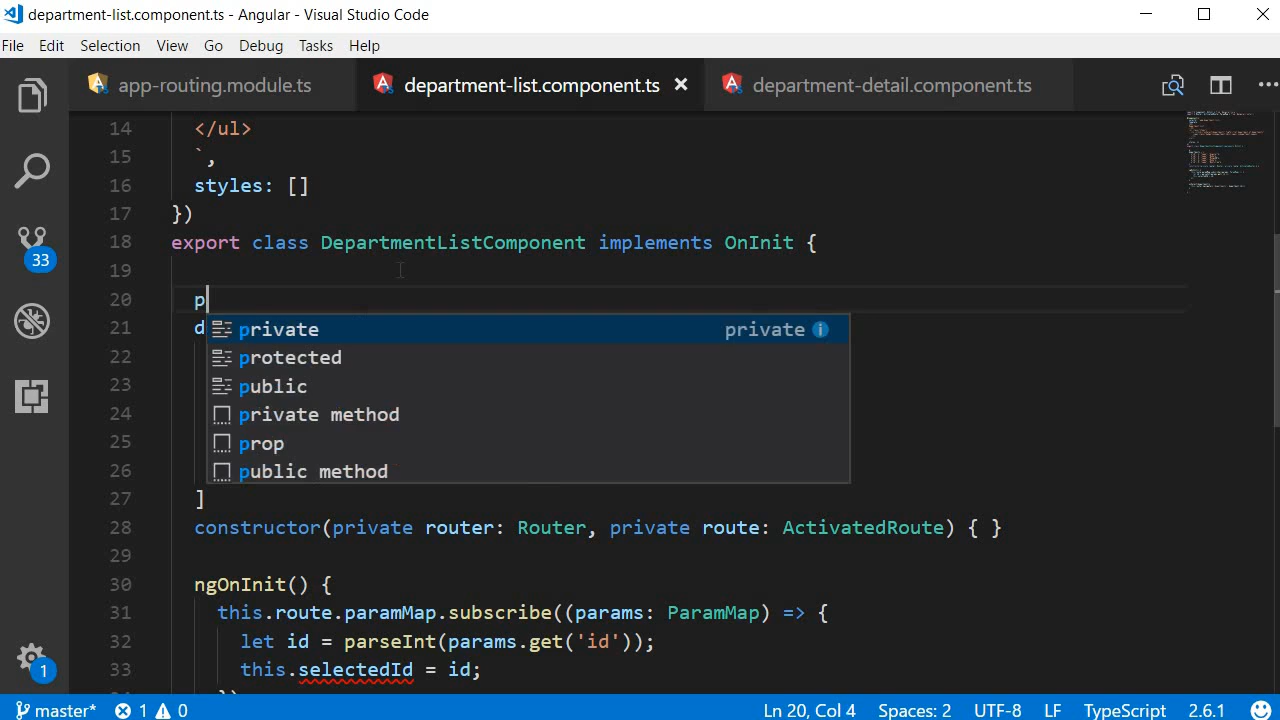 department-list.component.ts - Angular - Visual Studio Code
File Edit Selection View Go Debug Tasks Help
app-routing.module.ts department-list.component.ts × department-detail.component.ts
14 </ul>
15 `,
16 styles: []
17 })
18 export class DepartmentListComponent implements OnInit {
19
20 p
21 d
private private
22 protected
23 public
24 private method
25 prop
26 public method
27 ]
28 constructor(private router: Router, private route: ActivatedRoute) { }
29
30 ngOnInit() {
31 this.route.paramMap.subscribe((params: ParamMap) => {
32 let id = parseInt(params.get('id'));
33 this.selectedId = id;
33
1
master* 1 0 Ln 20, Col 4 Spaces: 2 UTF-8 LF TypeScript 2.6.1